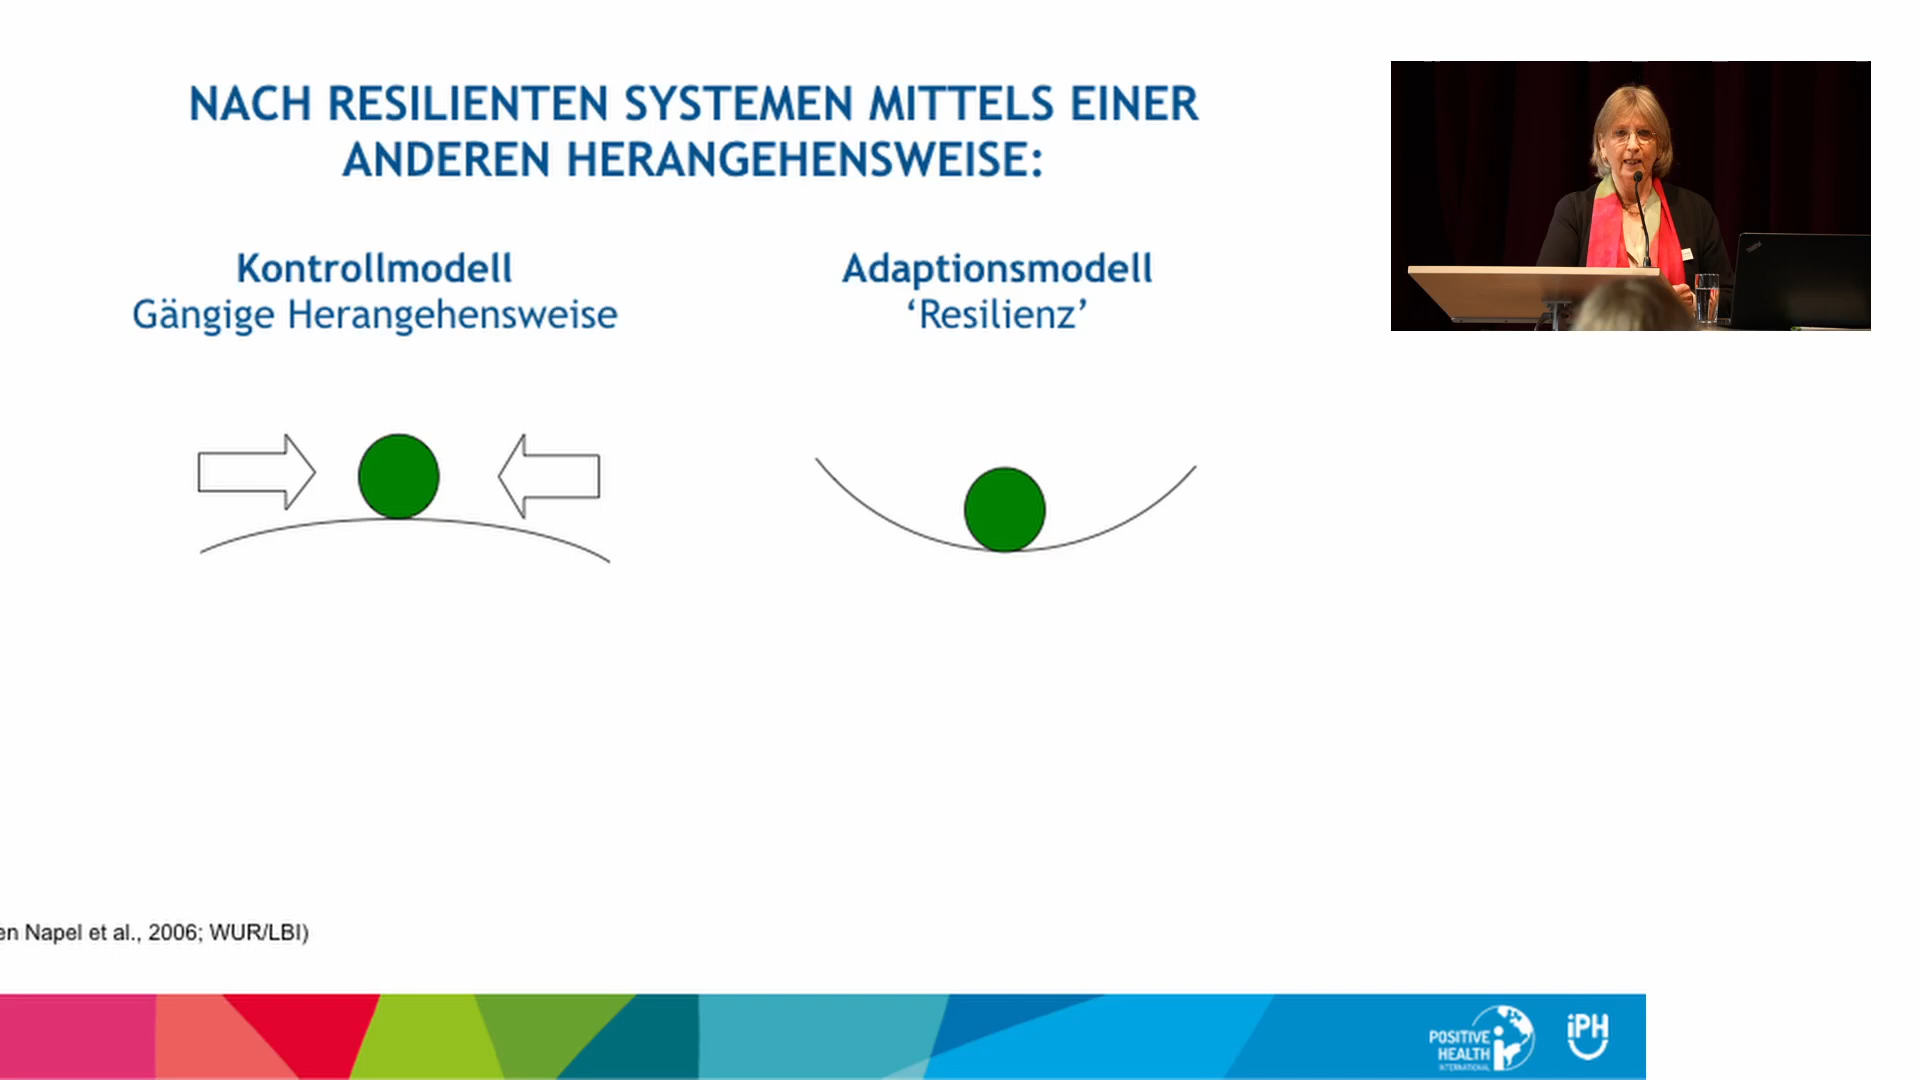 NACH RESILIENTEN SYSTEMEN MITTELS EINER
ANDEREN HERANGEHENSWEISE:
Kontrollmodell
Gängige Herangehensweise
Adaptionsmodell
‘Resilienz’
en Napel et al., 2006; WUR/LBI)
POSITIVE
HEALTH
INTERNATIONAL
iPH